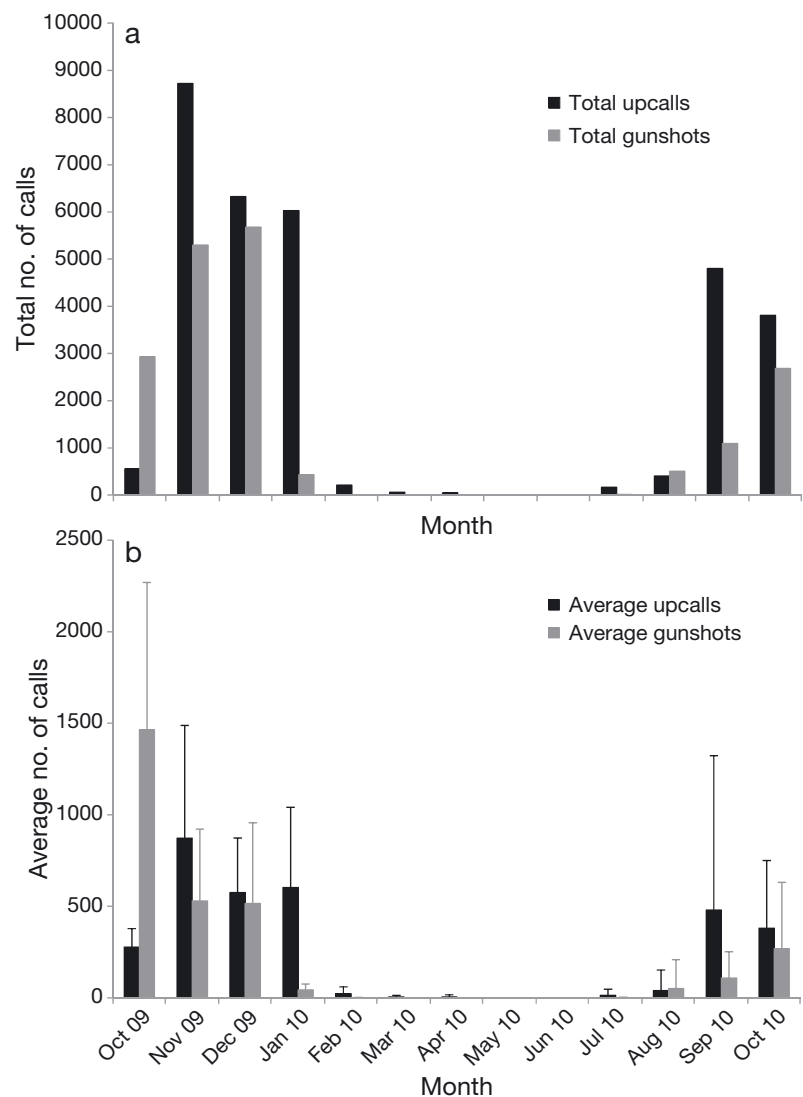 a
10000
9000
8000
7000
6000
5000
4000
3000
2000
1000
0
Total no. of calls
Total upcalls
Total gunshots
Month
b
2500
2000
1500
1000
500
0
Average no. of calls
Average upcalls
Average gunshots
Oct 09
Nov 09
Dec 09
Jan 10
Feb 10
Mar 10
Apr 10
May 10
Jun 10
Jul 10
Aug 10
Sep 10
Oct 10
Month